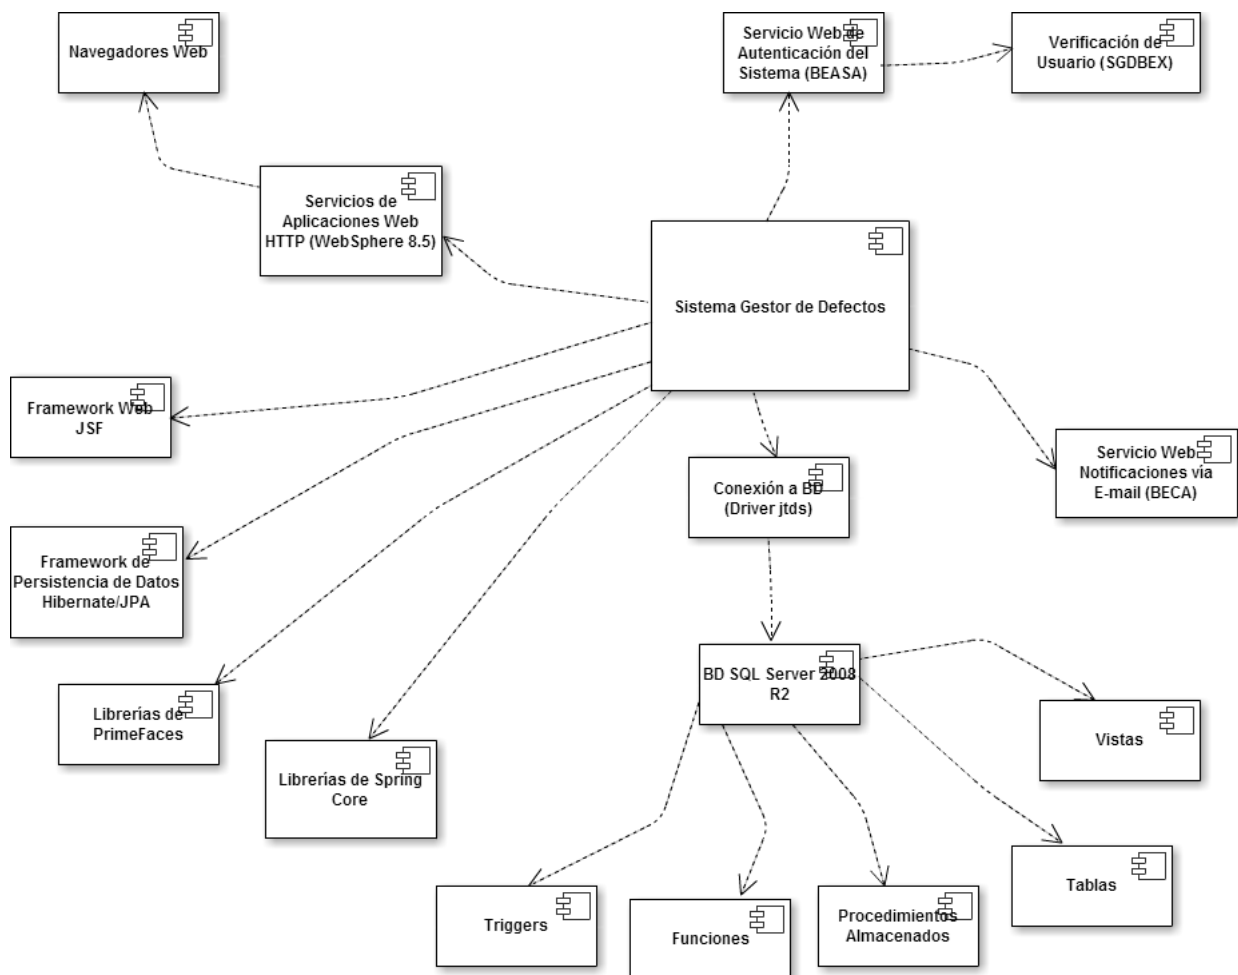 Navegadores Web
Servicio Web de
Autenticación del
Sistema (BEASA)
Verificación de
Usuario (SGDBEX)
Servicios de
Aplicaciones Web
HTTP (WebSphere 8.5)
Sistema Gestor de Defectos
Framework Web
JSF
Servicio Web
Notificaciones vía
E-mail (BECA)
Conexión a BD
(Driver jtds)
Framework de
Persistencia de Datos
Hibernate/JPA
BD SQL Server 2008
R2
Librerías de
PrimeFaces
Vistas
Librerías de Spring
Core
Tablas
Triggers
Funciones
Procedimientos
Almacenados